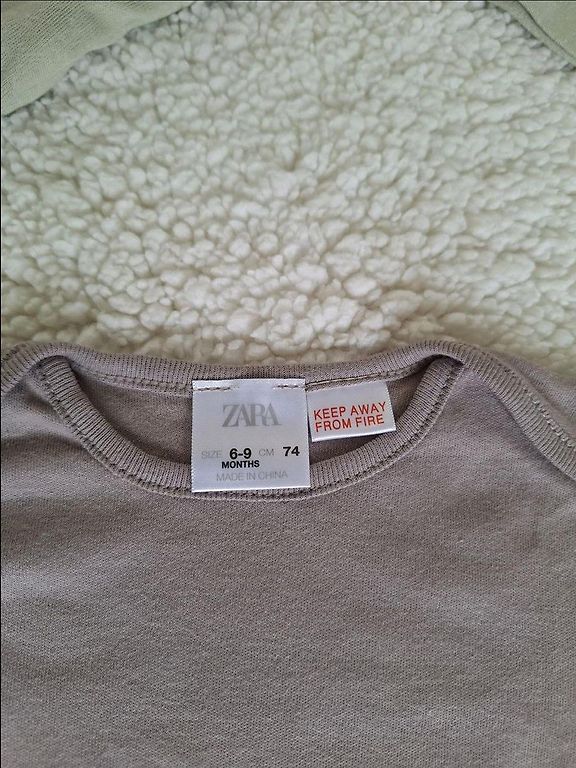 ZARA
SIZE 6-9 CM 74
MONTHS
MADE IN CHINA
KEEP AWAY
FROM FIRE